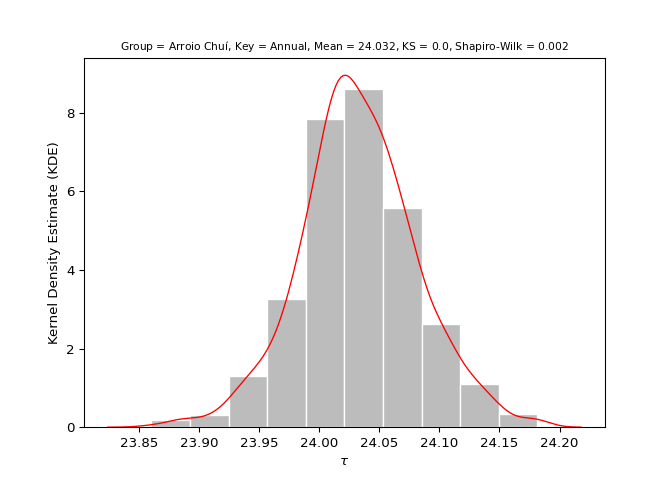 Group = Arroio Chuí, Key = Annual, Mean = 24.032, KS = 0.0, Shapiro-Wilk = 0.002
Kernel Density Estimate (KDE)
8
6
4
2
0
23.85 23.90 23.95 24.00 24.05 24.10 24.15 24.20
τ